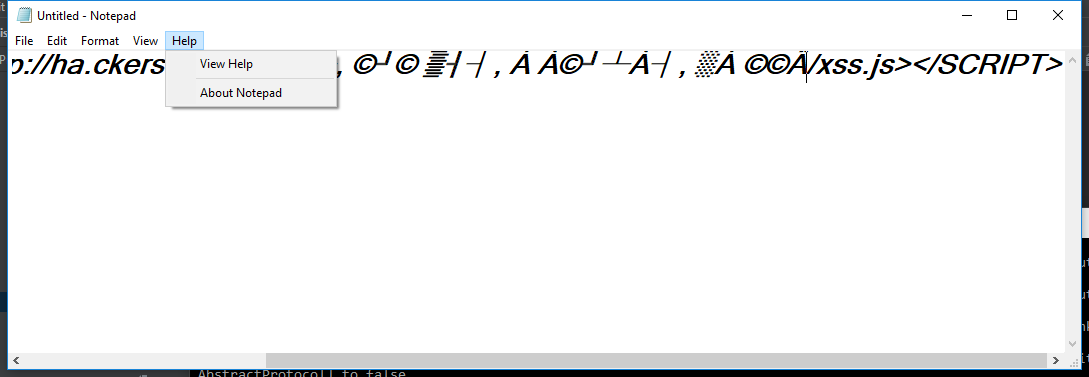 Untitled - Notepad
File Edit Format View Help
p://ha.ckers , ©┘© ▒┤┤, À À©┘┴À┤, ▒À ©©À/xss.js></SCRIPT>
View Help
About Notepad
AbstractProtocol] to false